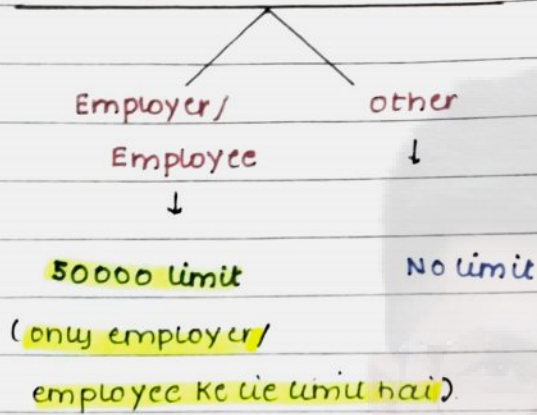 Employer/ other
Employee ↓
↓
50000 limit No limit
(only employer/
employee ke lie limit hai)